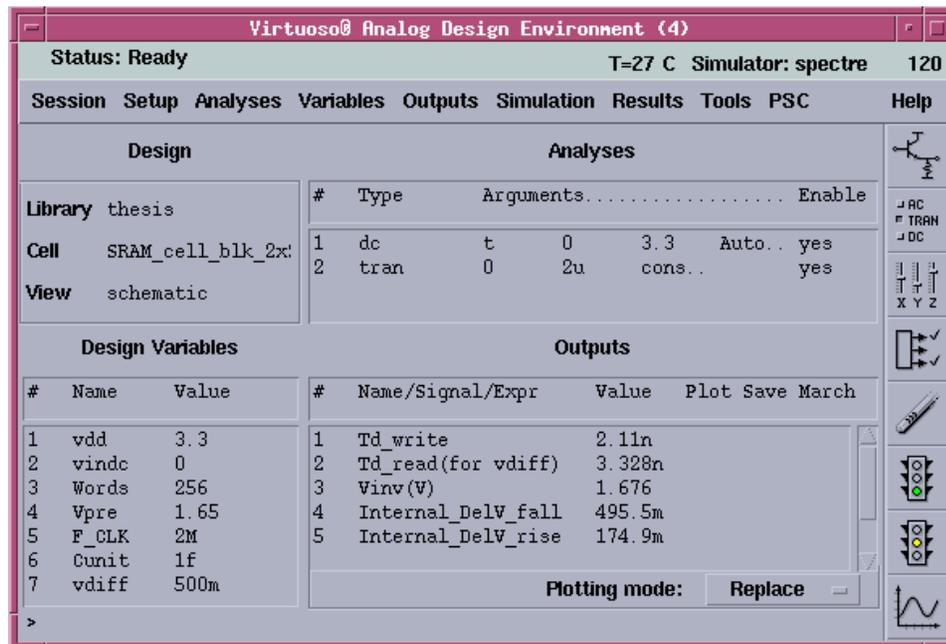 Virtuoso® Analog Design Environment (4)
Status: Ready T=27 C Simulator: spectre 120
Session Setup Analyses Variables Outputs Simulation Results Tools PSC Help
Design
Library thesis
Cell SRAM_cell_blk_2x
View schematic
Analyses
# Type Arguments................... Enable
1 dc t 0 3.3 Auto.. yes
2 tran 0 2u cons.. yes
Design Variables
# Name Value
1 vdd 3.3
2 vindc 0
3 Words 256
4 Vpre 1.65
5 F_CLK 2M
6 Cunit 1f
7 vdiff 500m
Outputs
# Name/Signal/Expr Value Plot Save March
1 Td_write 2.11n
2 Td_read(for vdiff) 3.328n
3 Vinv(V) 1.676
4 Internal_DelV_fall 495.5m
5 Internal_DelV_rise 174.9m
Plotting mode: Replace
>
AC
TRAN
DC
X Y Z